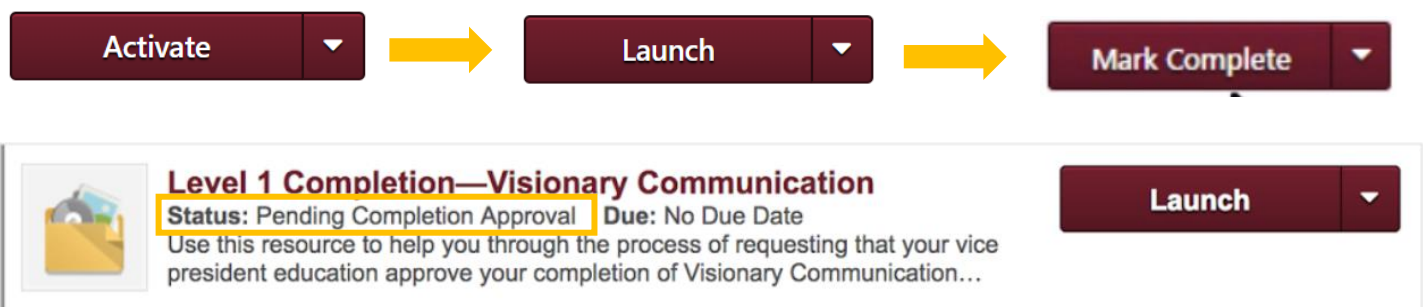 Activate
Launch
Mark Complete
Level 1 Completion—Visionary Communication
Launch
Status: Pending Completion Approval Due: No Due Date
Use this resource to help you through the process of requesting that your vice
president education approve your completion of Visionary Communication...